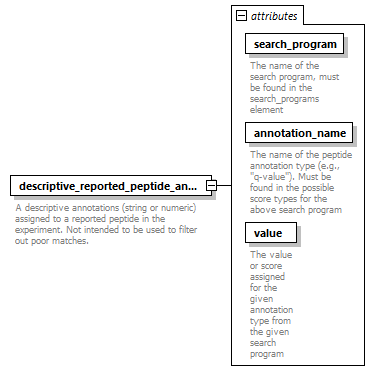 attributes
search_program
The name of the
search program, must
be found in the
search_programs
element
annotation_name
The name of the peptide
annotation type (e.g.,
"q-value"). Must be
found in the possible
score types for the
above search program
descriptive_reported_peptide_an...
A descriptive annotations (string or numeric)
assigned to a reported peptide in the
experiment. Not intended to be used to filter
out poor matches.
value
The value
or score
assigned
for the
given
annotation
type from
the given
search
program